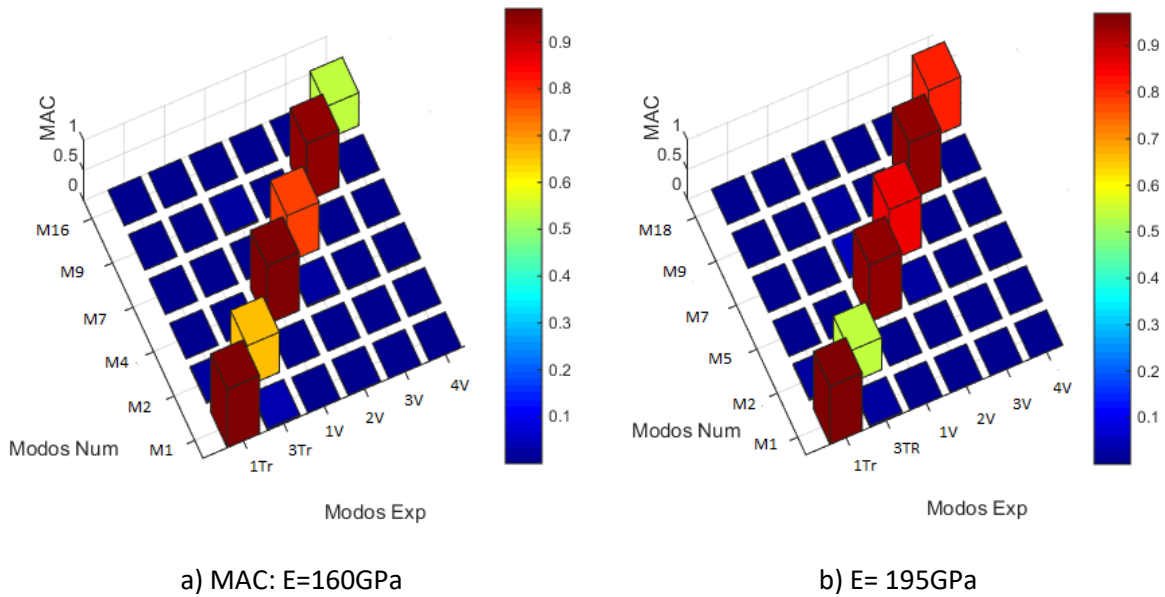 MAC
1
0.5
0
M16
M9
M7
M4
M2
M1
Modos Num
1Tr
3Tr
1V
2V
3V
4V
Modos Exp
0.9
0.8
0.7
0.6
0.5
0.4
0.3
0.2
0.1
a) MAC: E=160GPa
MAC
1
0.5
0
M18
M9
M7
M5
M2
M1
Modos Num
1Tr
3TR
1V
2V
3V
4V
Modos Exp
0.9
0.8
0.7
0.6
0.5
0.4
0.3
0.2
0.1
b) E= 195GPa